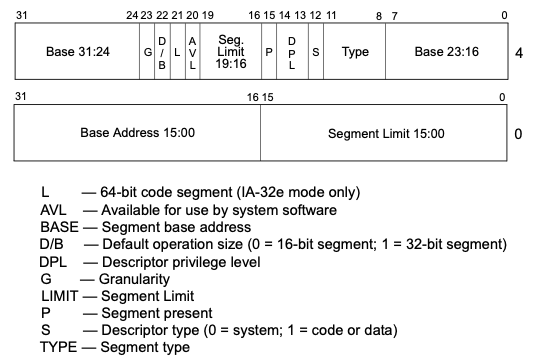 31 24 23 22 21 20 19 16 15 14 13 12 11 8 7 0
Base 31:24 G D/B L AVL Seg. Limit 19:16 P DPL S Type Base 23:16 4
31 16 15 0
Base Address 15:00 Segment Limit 15:00 0
L — 64-bit code segment (IA-32e mode only)
AVL — Available for use by system software
BASE — Segment base address
D/B — Default operation size (0 = 16-bit segment; 1 = 32-bit segment)
DPL — Descriptor privilege level
G — Granularity
LIMIT — Segment Limit
P — Segment present
S — Descriptor type (0 = system; 1 = code or data)
TYPE — Segment type